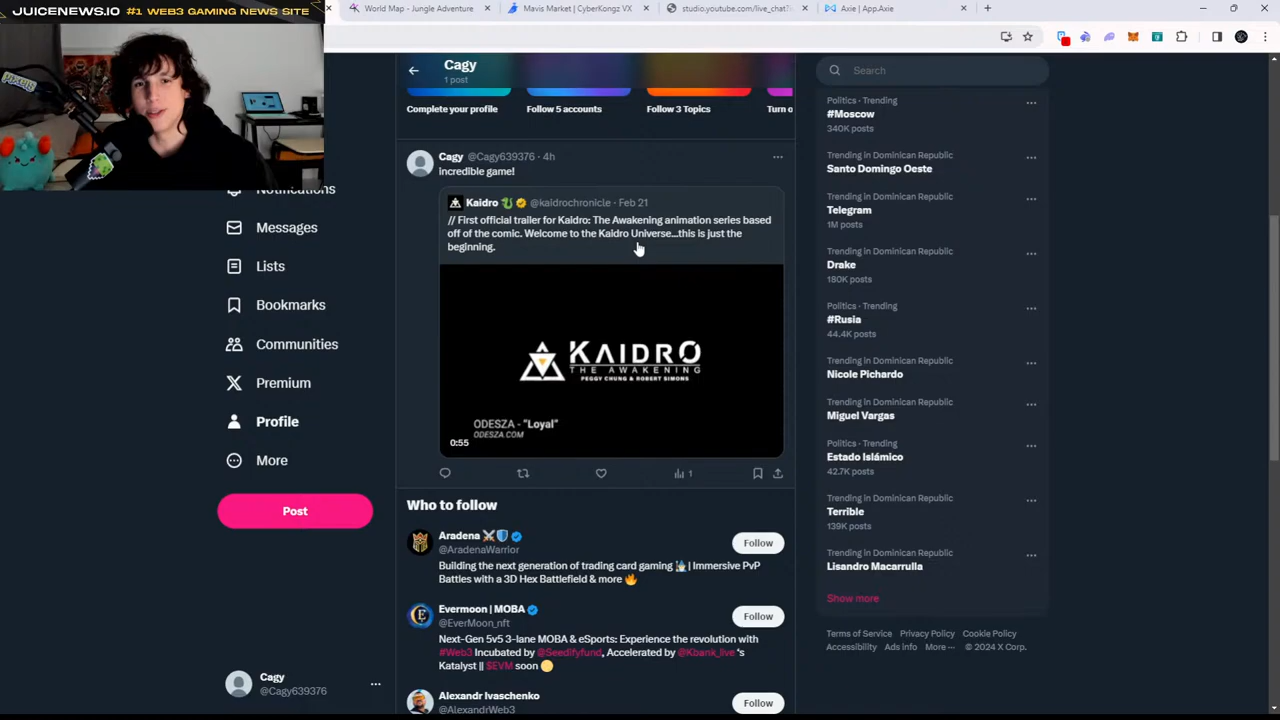 JUICENEWS.IO #1 WEB3 GAMING NEWS SITE
World Map - Jungle Adventure
Mavis Market | CyberKongz VX
studio.youtube.com/live_chat?i
Axie | App.Axie
Cagy
1 post
Search
Complete your profile
Follow 5 accounts
Follow 3 Topics
Turn o
Notifications
Messages
Lists
Bookmarks
Communities
Premium
Profile
More
Post
Cagy
@Cagy639376
Cagy @Cagy639376 · 4h
Incredible game!
Kaidro @kaidrochronicle · Feb 21
// First official trailer for Kaidro: The Awakening animation series based
off of the comic. Welcome to the Kaidro Universe...this is just the
beginning.
KAIDRO
THE AWAKENING
PEGGY CHUNG & ROBERT SIMONS
ODESZA - "Loyal"
ODESZA.COM
0:55
1
Who to follow
Aradena
@AradenaWarrior
Follow
Building the next generation of trading card gaming | Immersive PvP
Battles with a 3D Hex Battlefield & more
Evermoon | MOBA
@EverMoon_nft
Follow
Next-Gen 5v5 3-lane MOBA & eSports: Experience the revolution with
#Web3 Incubated by @Seedifyfund, Accelerated by @Kbank_live 's
Katalyst || $EVM soon
Alexandr Ivaschenko
@AlexandrWeb3
Follow
Politics · Trending
#Moscow
340K posts
Trending in Dominican Republic
Santo Domingo Oeste
Trending in Dominican Republic
Telegram
1M posts
Trending in Dominican Republic
Drake
180K posts
Politics · Trending
#Rusia
44.4K posts
Trending in Dominican Republic
Nicole Pichardo
Trending in Dominican Republic
Miguel Vargas
Politics · Trending
Estado Islámico
42.7K posts
Trending in Dominican Republic
Terrible
139K posts
Trending in Dominican Republic
Lisandro Macarrulla
Show more
Terms of Service Privacy Policy Cookie Policy
Accessibility Ads info More ··· © 2024 X Corp.